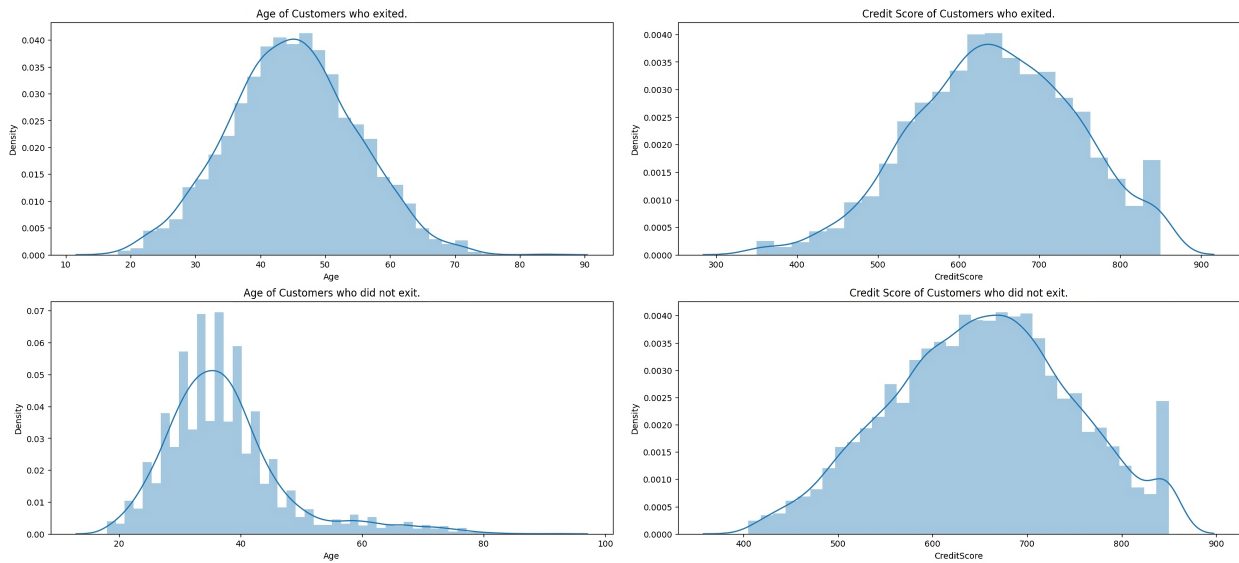 Age of Customers who exited.
0.040
0.035
0.030
0.025
0.020
0.015
0.010
0.005
0.000
Density
10 20 30 40 50 60 70 80 90
Age
Credit Score of Customers who exited.
0.0040
0.0035
0.0030
0.0025
0.0020
0.0015
0.0010
0.0005
0.0000
Density
300 400 500 600 700 800 900
CreditScore
Age of Customers who did not exit.
0.07
0.06
0.05
0.04
0.03
0.02
0.01
0.00
Density
20 40 60 80 100
Age
Credit Score of Customers who did not exit.
0.0040
0.0035
0.0030
0.0025
0.0020
0.0015
0.0010
0.0005
0.0000
Density
400 500 600 700 800 900
CreditScore